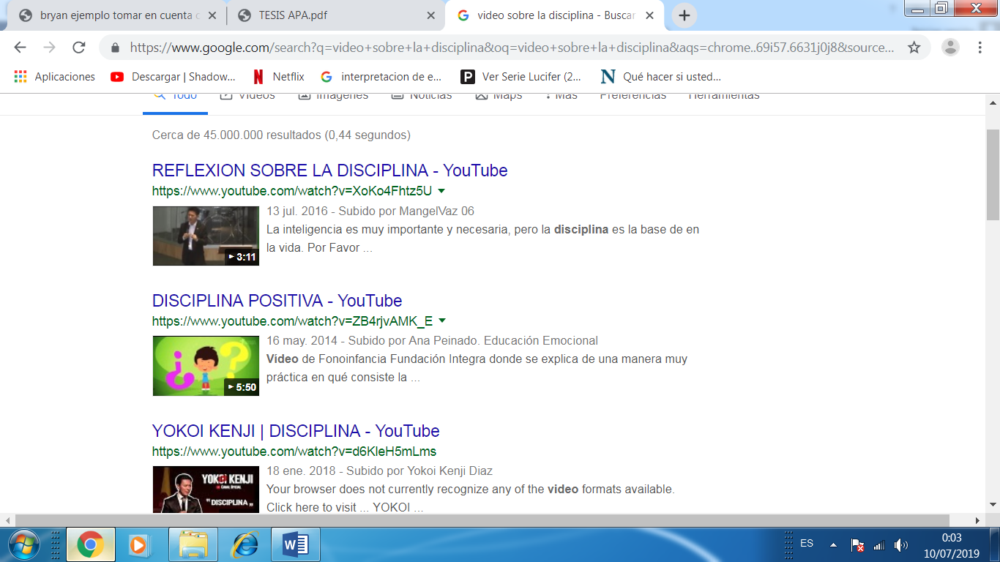 bryan ejemplo tomar en cuenta
TESIS APA.pdf
video sobre la disciplina - Buscar
https://www.google.com/search?q=video+sobre+la+disciplina&oq=video+sobre+la+disciplina&aqs=chrome..69i57.6631j0j8&source...
Aplicaciones
Descargar | Shadow...
Netflix
interpretacion de e...
Ver Serie Lucifer (2...
Qué hacer si usted...
Todo
Vídeos
Imágenes
Noticias
Maps
Más
Preferencias
Herramientas
Cerca de 45.000.000 resultados (0,44 segundos)
REFLEXION SOBRE LA DISCIPLINA - YouTube
https://www.youtube.com/watch?v=XoKo4Fhtz5U
13 jul. 2016 - Subido por MangelVaz 06
La inteligencia es muy importante y necesaria, pero la disciplina es la base de en
la vida. Por Favor ...
3:11
DISCIPLINA POSITIVA - YouTube
https://www.youtube.com/watch?v=ZB4rjvAMK_E
16 may. 2014 - Subido por Ana Peinado. Educación Emocional
Vídeo de Fonoinfancia Fundación Integra donde se explica de una manera muy
práctica en qué consiste la ...
¿ ?
5:50
YOKOI KENJI | DISCIPLINA - YouTube
https://www.youtube.com/watch?v=d6KleH5mLms
18 ene. 2018 - Subido por Yokoi Kenji Diaz
Your browser does not currently recognize any of the video formats available.
Click here to visit ... YOKOI ...
YOKOI KENJI
CANAL OFICIAL
"DISCIPLINA"
ES
0:03
10/07/2019